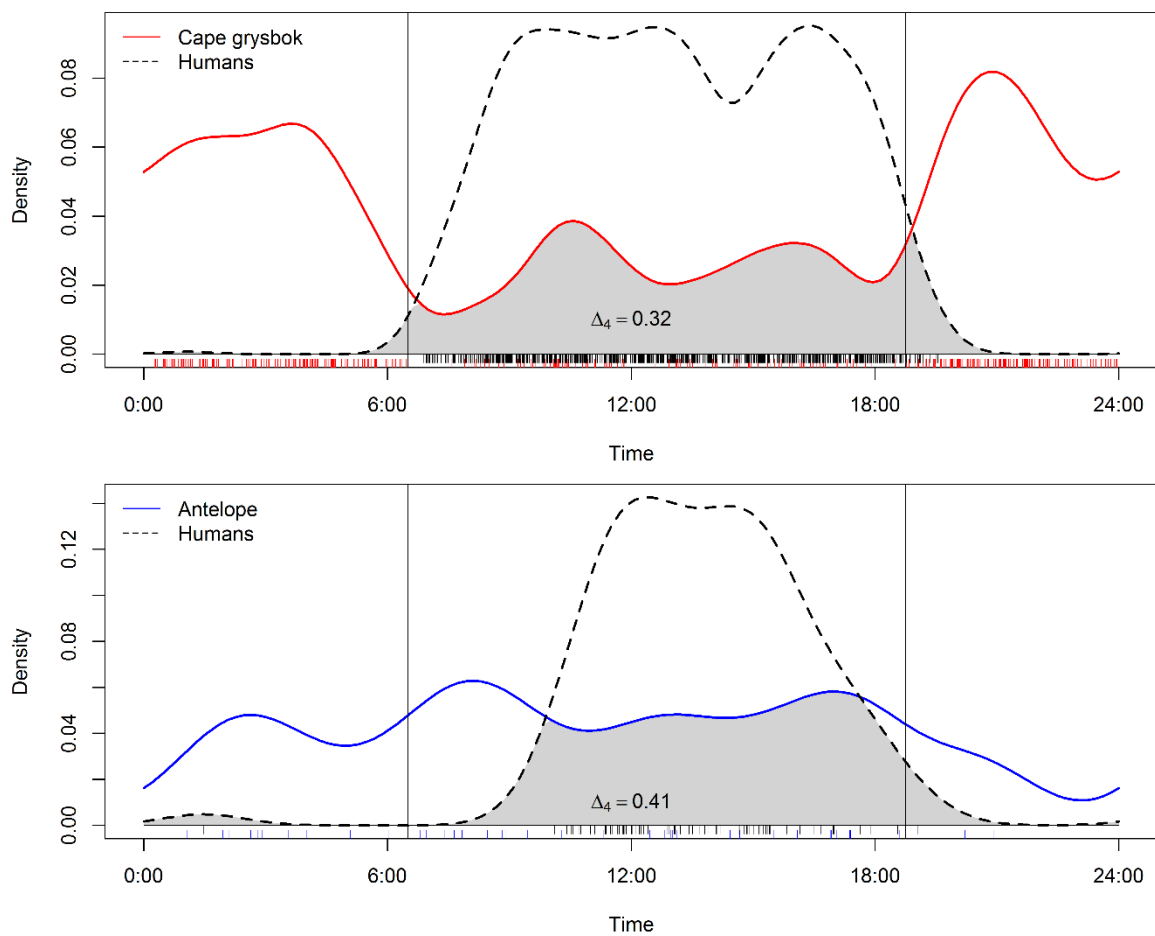 Cape grysbok
Humans
Density
0.00 0.02 0.04 0.06 0.08
Δ4 = 0.32
0:00 6:00 12:00 18:00 24:00
Time
Antelope
Humans
Density
0.00 0.04 0.08 0.12
Δ4 = 0.41
0:00 6:00 12:00 18:00 24:00
Time